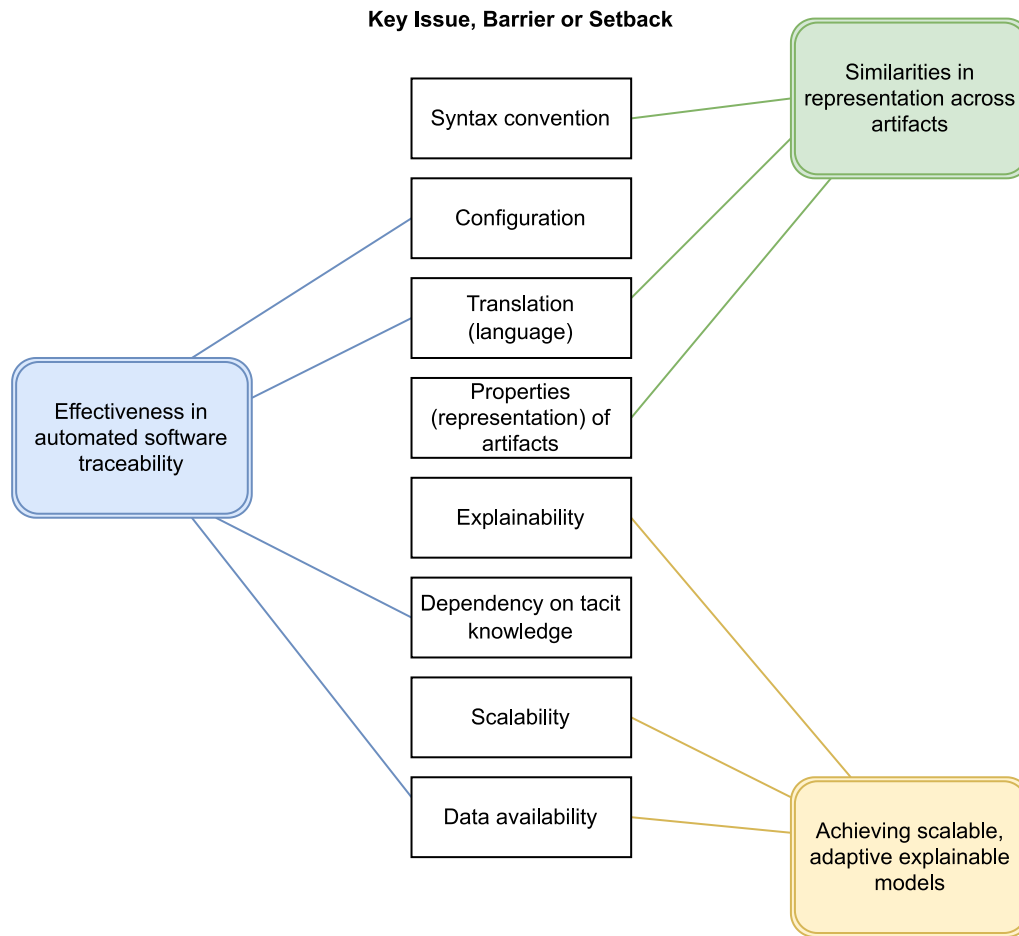 Key Issue, Barrier or Setback
Similarities in
representation across
artifacts
Syntax convention
Configuration
Translation
(language)
Effectiveness in
automated software
traceability
Properties
(representation) of
artifacts
Explainability
Dependency on tacit
knowledge
Scalability
Data availability
Achieving scalable,
adaptive explainable
models